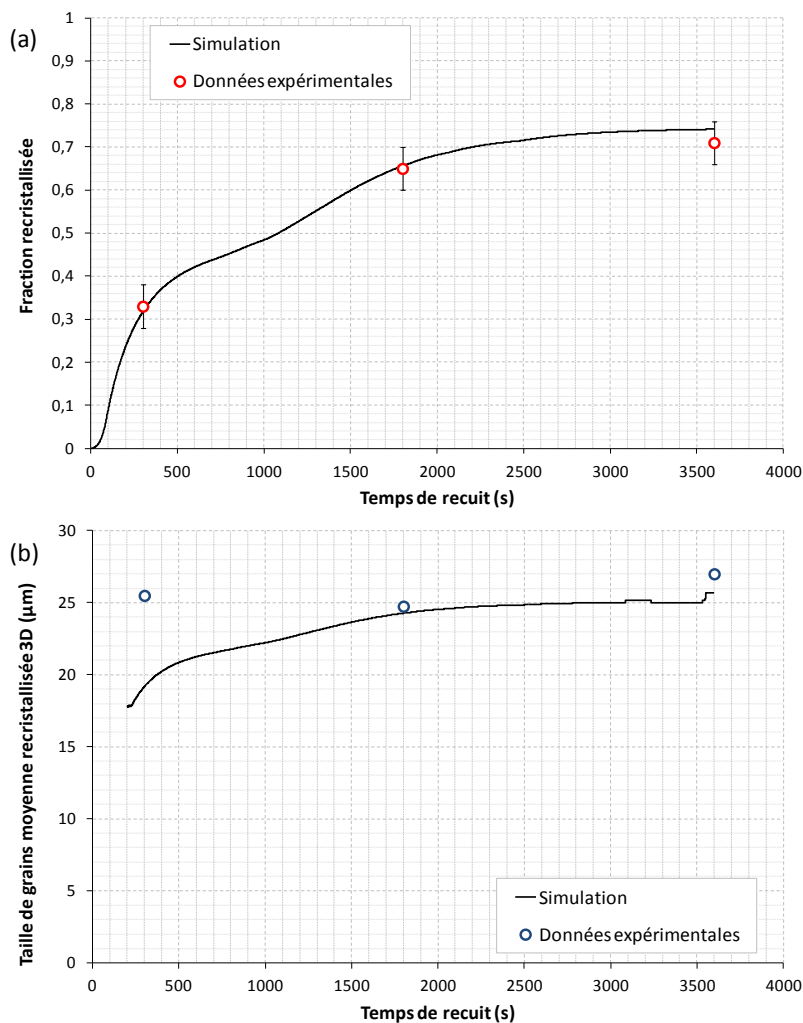 (a)
1
0,9
0,8
0,7
0,6
0,5
0,4
0,3
0,2
0,1
0
Fraction recristallisée
Simulation
Données expérimentales
0 500 1000 1500 2000 2500 3000 3500 4000
Temps de recuit (s)
(b)
30
25
20
15
10
5
0
Taille de grains moyenne recristallisée 3D (µm)
Simulation
Données expérimentales
0 500 1000 1500 2000 2500 3000 3500 4000
Temps de recuit (s)